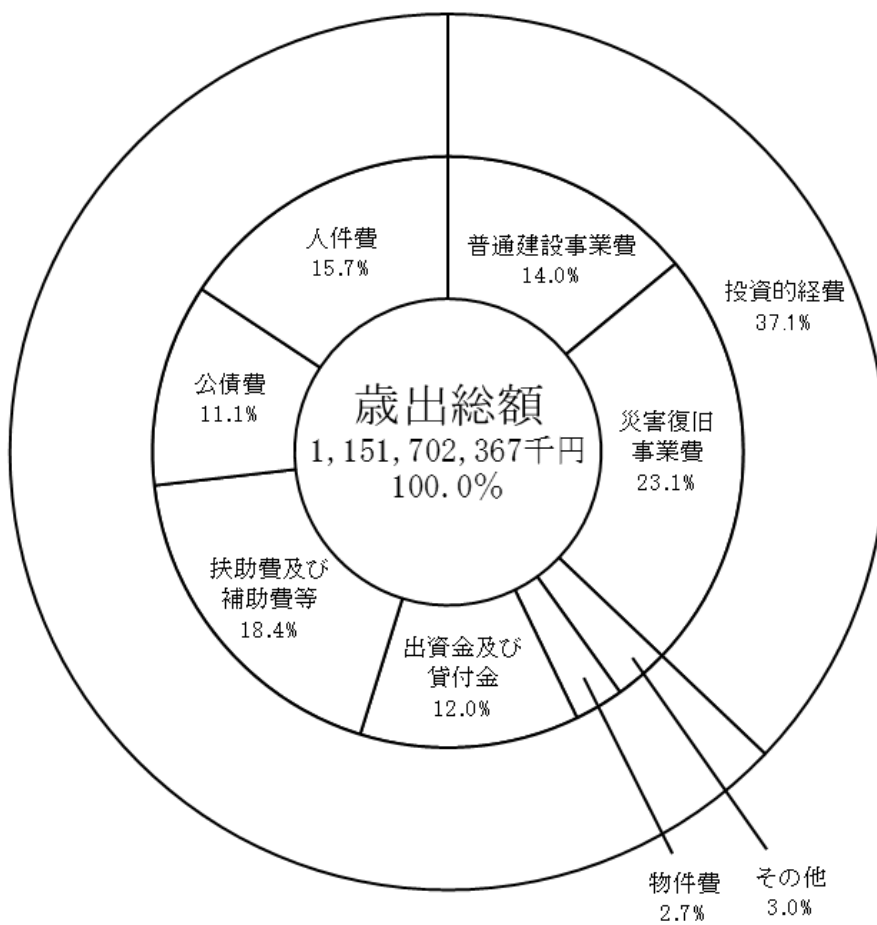 人件費
15.7%
普通建設事業費
14.0%
投資的経費
37.1%
公債費
11.1%
歳出総額
1,151,702,367千円
100.0%
災害復旧
事業費
23.1%
扶助費及び
補助費等
18.4%
出資金及び
貸付金
12.0%
物件費
2.7%
その他
3.0%